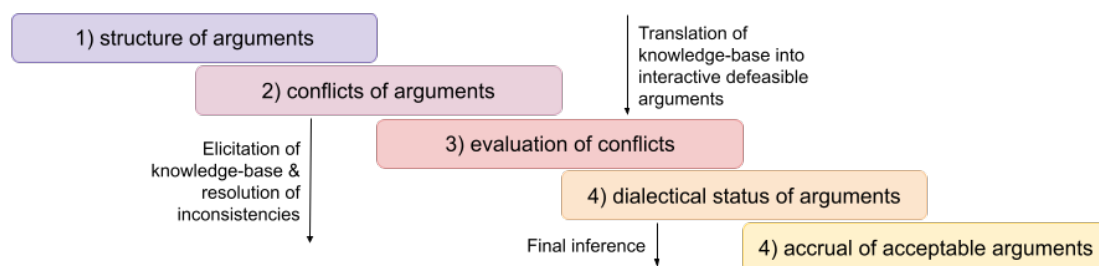 1) structure of arguments
Translation of
knowledge-base into
interactive defeasible
arguments
2) conflicts of arguments
Elicitation of
knowledge-base &
resolution of
inconsistencies
3) evaluation of conflicts
4) dialectical status of arguments
Final inference
4) accrual of acceptable arguments